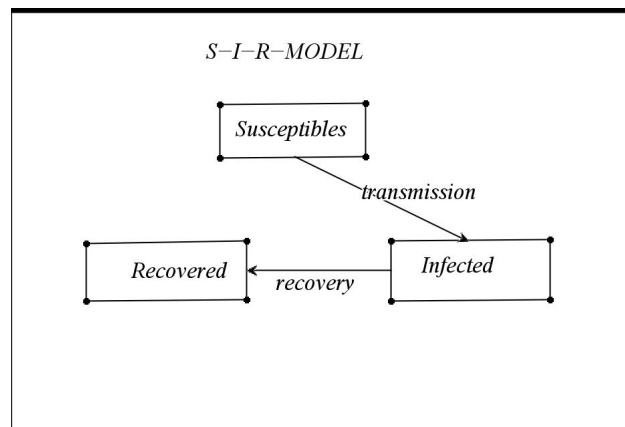 S−I−R−MODEL
Susceptibles
transmission
Recovered
Infected
recovery